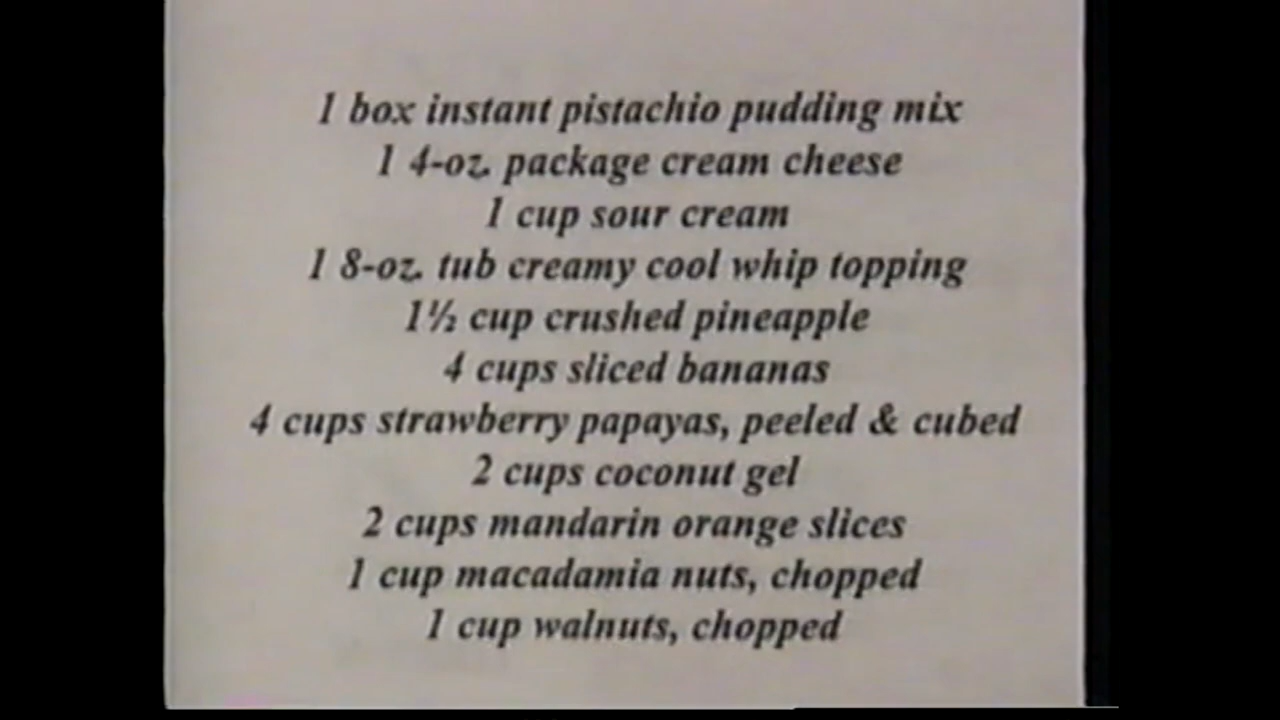 1 box instant pistachio pudding mix
1 4-oz. package cream cheese
1 cup sour cream
1 8-oz. tub creamy cool whip topping
1½ cup crushed pineapple
4 cups sliced bananas
4 cups strawberry papayas, peeled & cubed
2 cups coconut gel
2 cups mandarin orange slices
1 cup macadamia nuts, chopped
1 cup walnuts, chopped